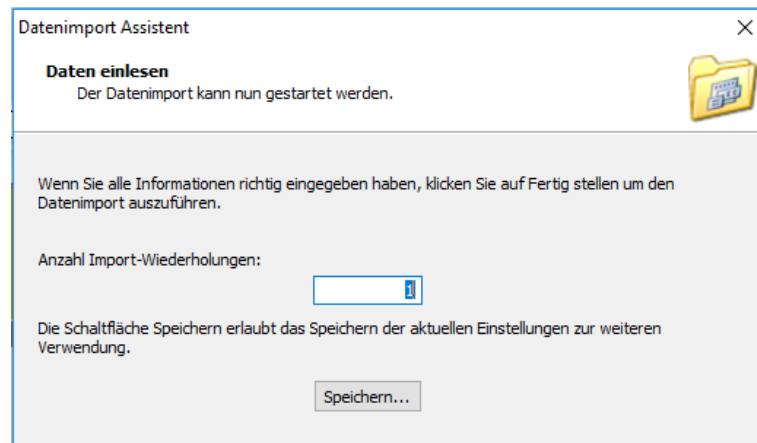 Datenimport Assistent
Daten einlesen
Der Datenimport kann nun gestartet werden.
Wenn Sie alle Informationen richtig eingegeben haben, klicken Sie auf Fertig stellen um den
Datenimport auszuführen.
Anzahl Import-Wiederholungen:
1
Die Schaltfläche Speichern erlaubt das Speichern der aktuellen Einstellungen zur weiteren
Verwendung.
Speichern...